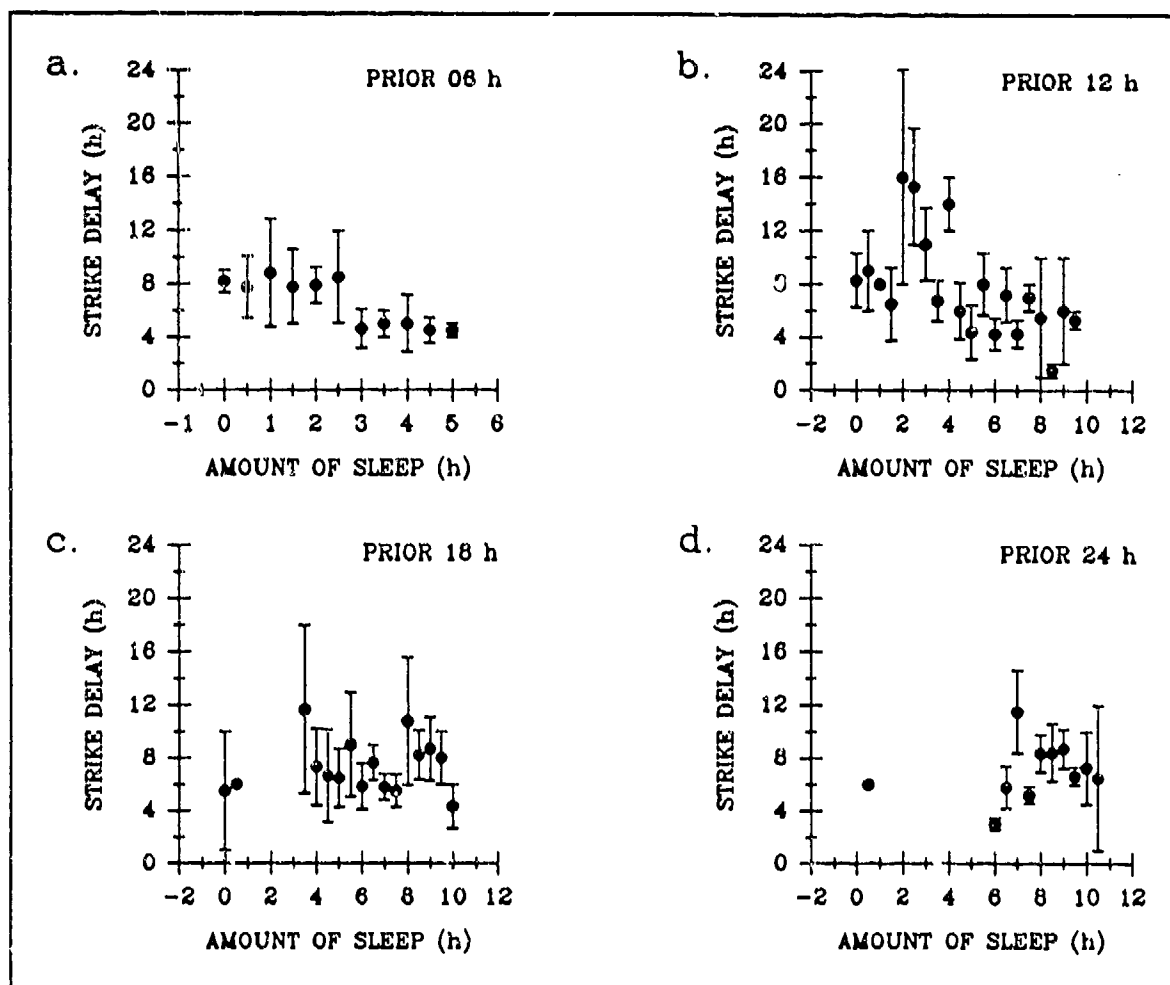 a.
PRIOR 06 h
STRIKE DELAY (h)
24
20
16
12
8
4
0
-1 0 1 2 3 4 5 6
AMOUNT OF SLEEP (h)
b.
PRIOR 12 h
STRIKE DELAY (h)
24
20
16
12
8
4
0
-2 0 2 4 6 8 10 12
AMOUNT OF SLEEP (h)
c.
PRIOR 18 h
STRIKE DELAY (h)
24
20
16
12
8
4
0
-2 0 2 4 6 8 10 12
AMOUNT OF SLEEP (h)
d.
PRIOR 24 h
STRIKE DELAY (h)
24
20
16
12
8
4
0
-2 0 2 4 6 8 10 12
AMOUNT OF SLEEP (h)